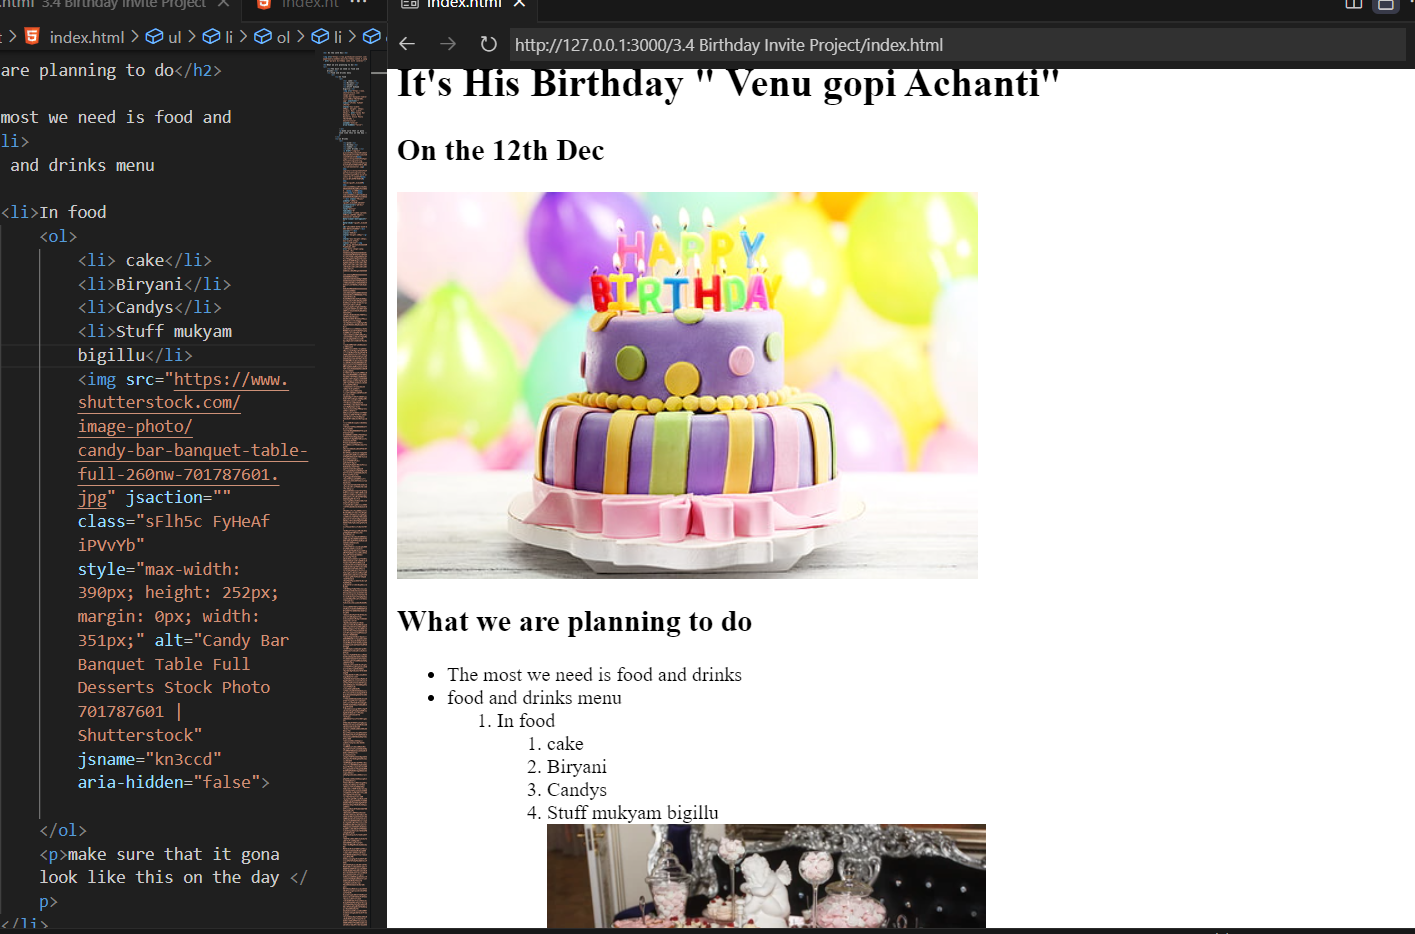 .html 3.4 Birthday Invite Project
index.ht
index.html
index.html > ul > li > ol > li >
http://127.0.0.1:3000/3.4 Birthday Invite Project/index.html
are planning to do</h2>
most we need is food and
li>
and drinks menu
<li>In food
<ol>
<li> cake</li>
<li>Biryani</li>
<li>Candys</li>
<li>Stuff mukyam
bigillu</li>
<img src="https://www.
shutterstock.com/
image-photo/
candy-bar-banquet-table-
full-260nw-701787601.
jpg" jsaction=""
class="sFlh5c FyHeAf
iPVvYb"
style="max-width:
390px; height: 252px;
margin: 0px; width:
351px;" alt="Candy Bar
Banquet Table Full
Desserts Stock Photo
701787601 |
Shutterstock"
jsname="kn3ccd"
aria-hidden="false">
</ol>
<p>make sure that it gona
look like this on the day </
p>
</li>
It's His Birthday " Venu gopi Achanti"
On the 12th Dec
HAPPY
BIRTHDAY
What we are planning to do
• The most we need is food and drinks
• food and drinks menu
1. In food
1. cake
2. Biryani
3. Candys
4. Stuff mukyam bigillu